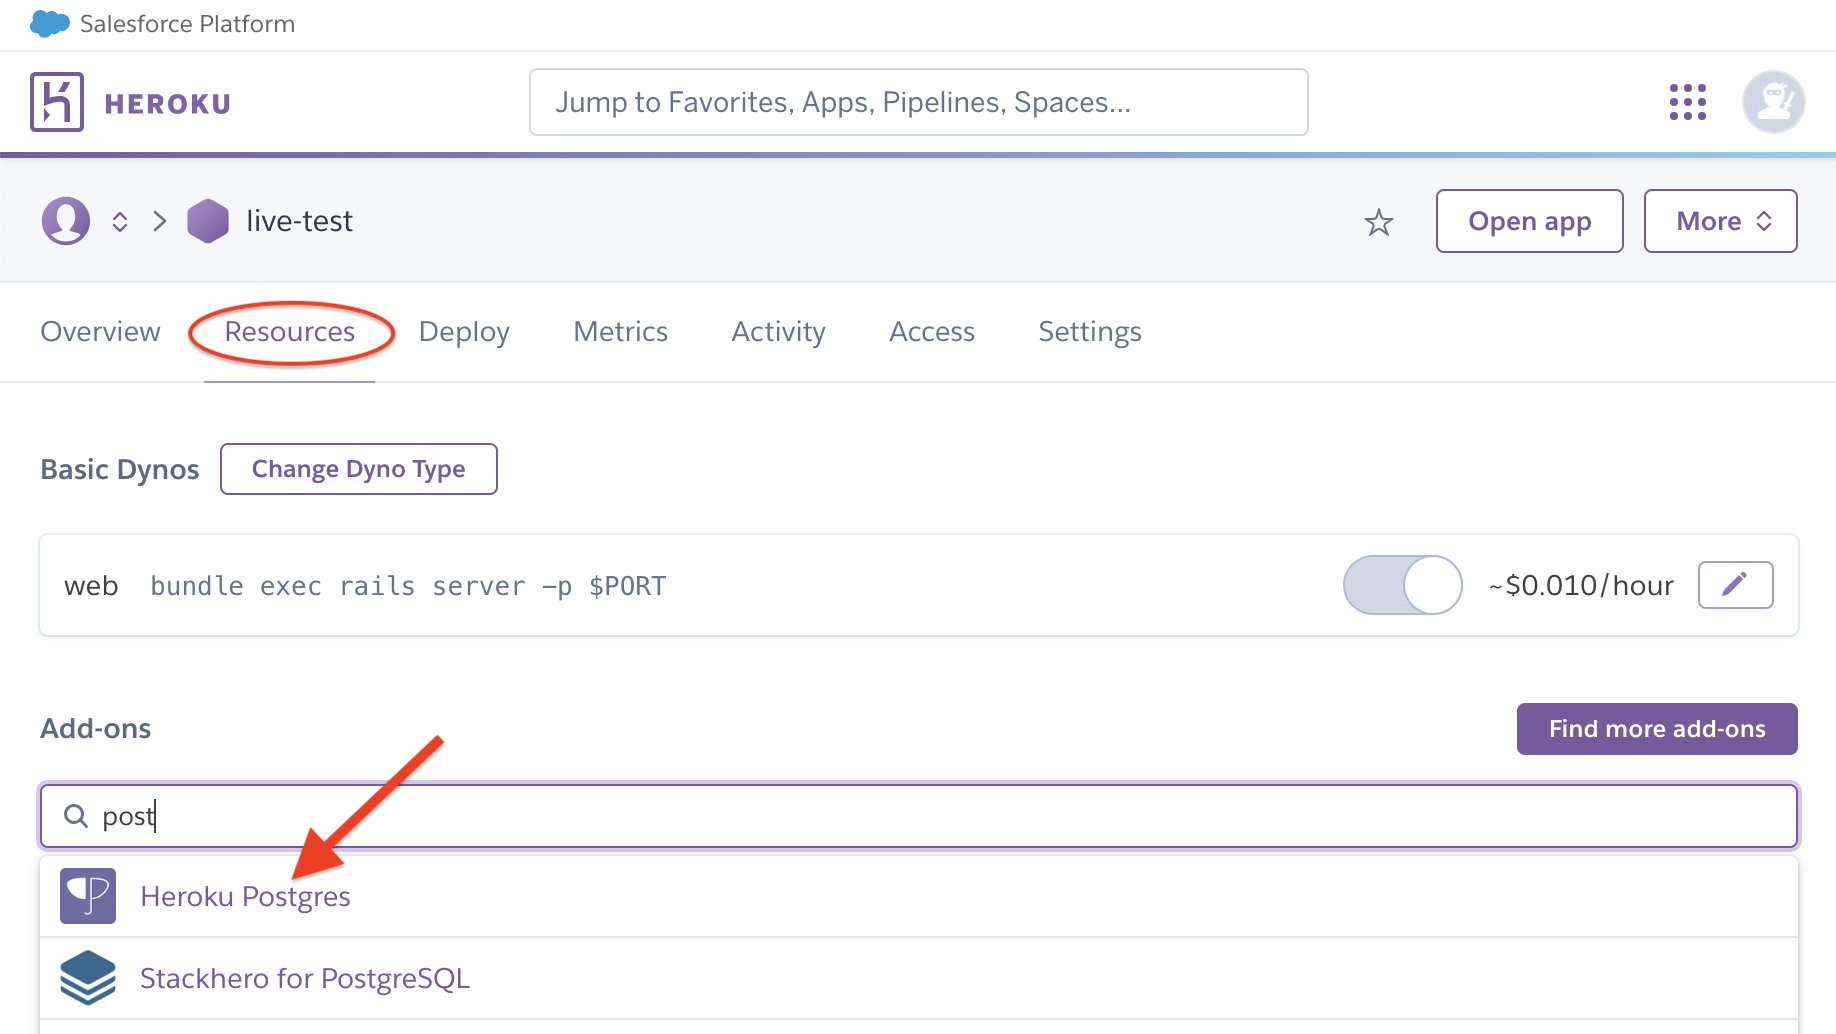 Salesforce Platform
HEROKU
Jump to Favorites, Apps, Pipelines, Spaces...
live-test
Open app
More
Overview Resources Deploy Metrics Activity Access Settings
Basic Dynos
Change Dyno Type
web bundle exec rails server -p $PORT
~$0.010/hour
Add-ons
Find more add-ons
post
Heroku Postgres
Stackhero for PostgreSQL